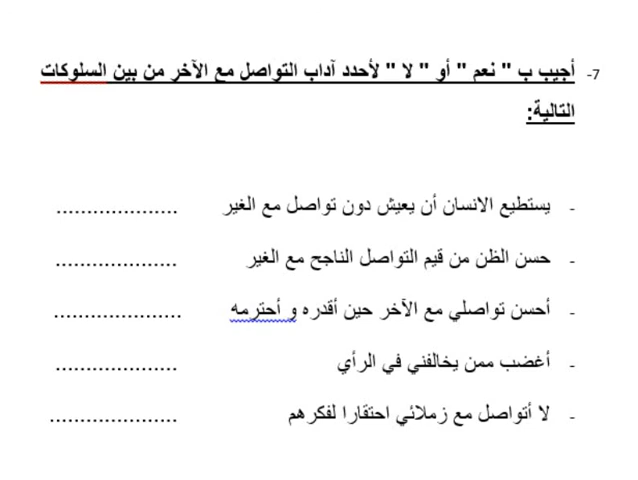 7- أجيب ب " نعم " أو " لا " لأحدد آداب التواصل مع الآخر من بين السلوكات
التالية:
- يستطيع الانسان أن يعيش دون تواصل مع الغير ....................
- حسن الظن من قيم التواصل الناجح مع الغير ....................
- أحسن تواصلي مع الآخر حين أقدره و أحترمه .....................
- أغضب ممن يخالفني في الرأي ....................
- لا أتواصل مع زملائي احتقارا لفكرهم .....................